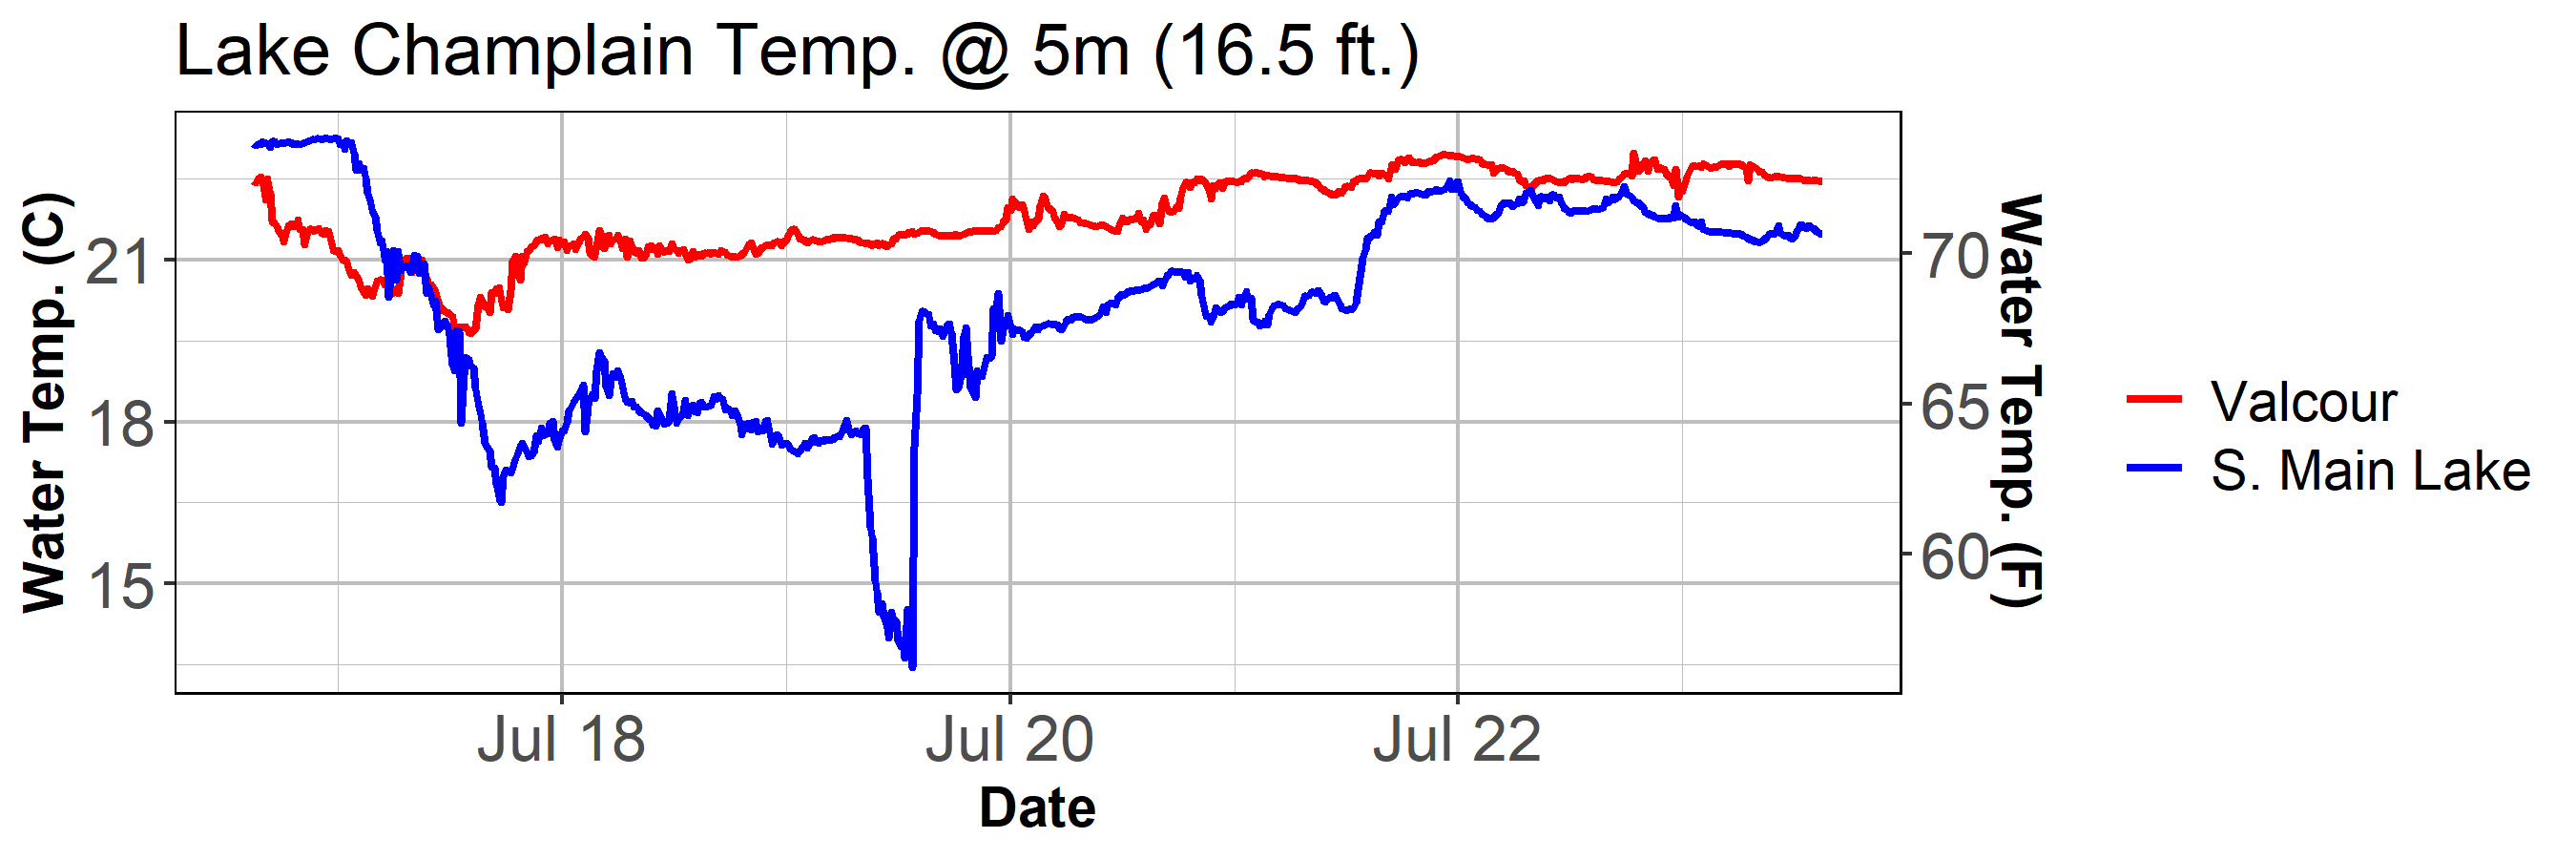 Lake Champlain Temp. @ 5m (16.5 ft.)
Water Temp. (C)
21
18
15
70
65
60
Water Temp. (F)
Valcour
S. Main Lake
Jul 18
Jul 20
Jul 22
Date